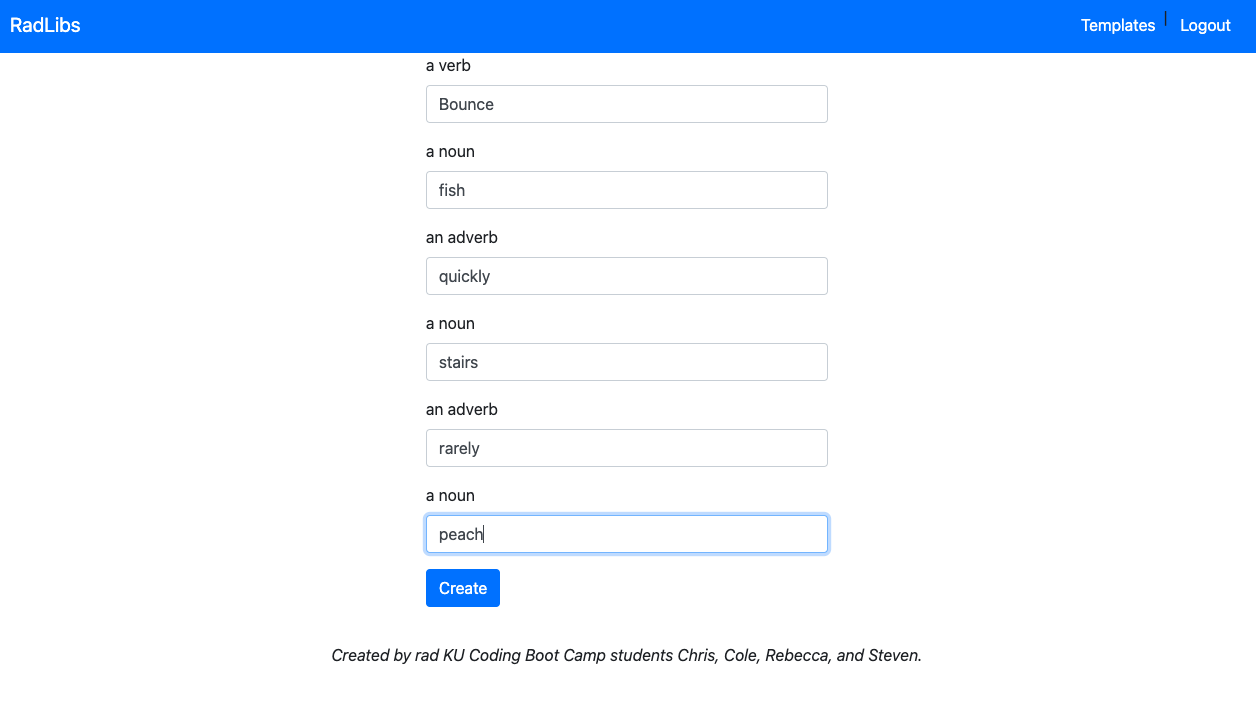 RadLibs Templates | Logout
a verb
Bounce
a noun
fish
an adverb
quickly
a noun
stairs
an adverb
rarely
a noun
peach
Create
Created by rad KU Coding Boot Camp students Chris, Cole, Rebecca, and Steven.